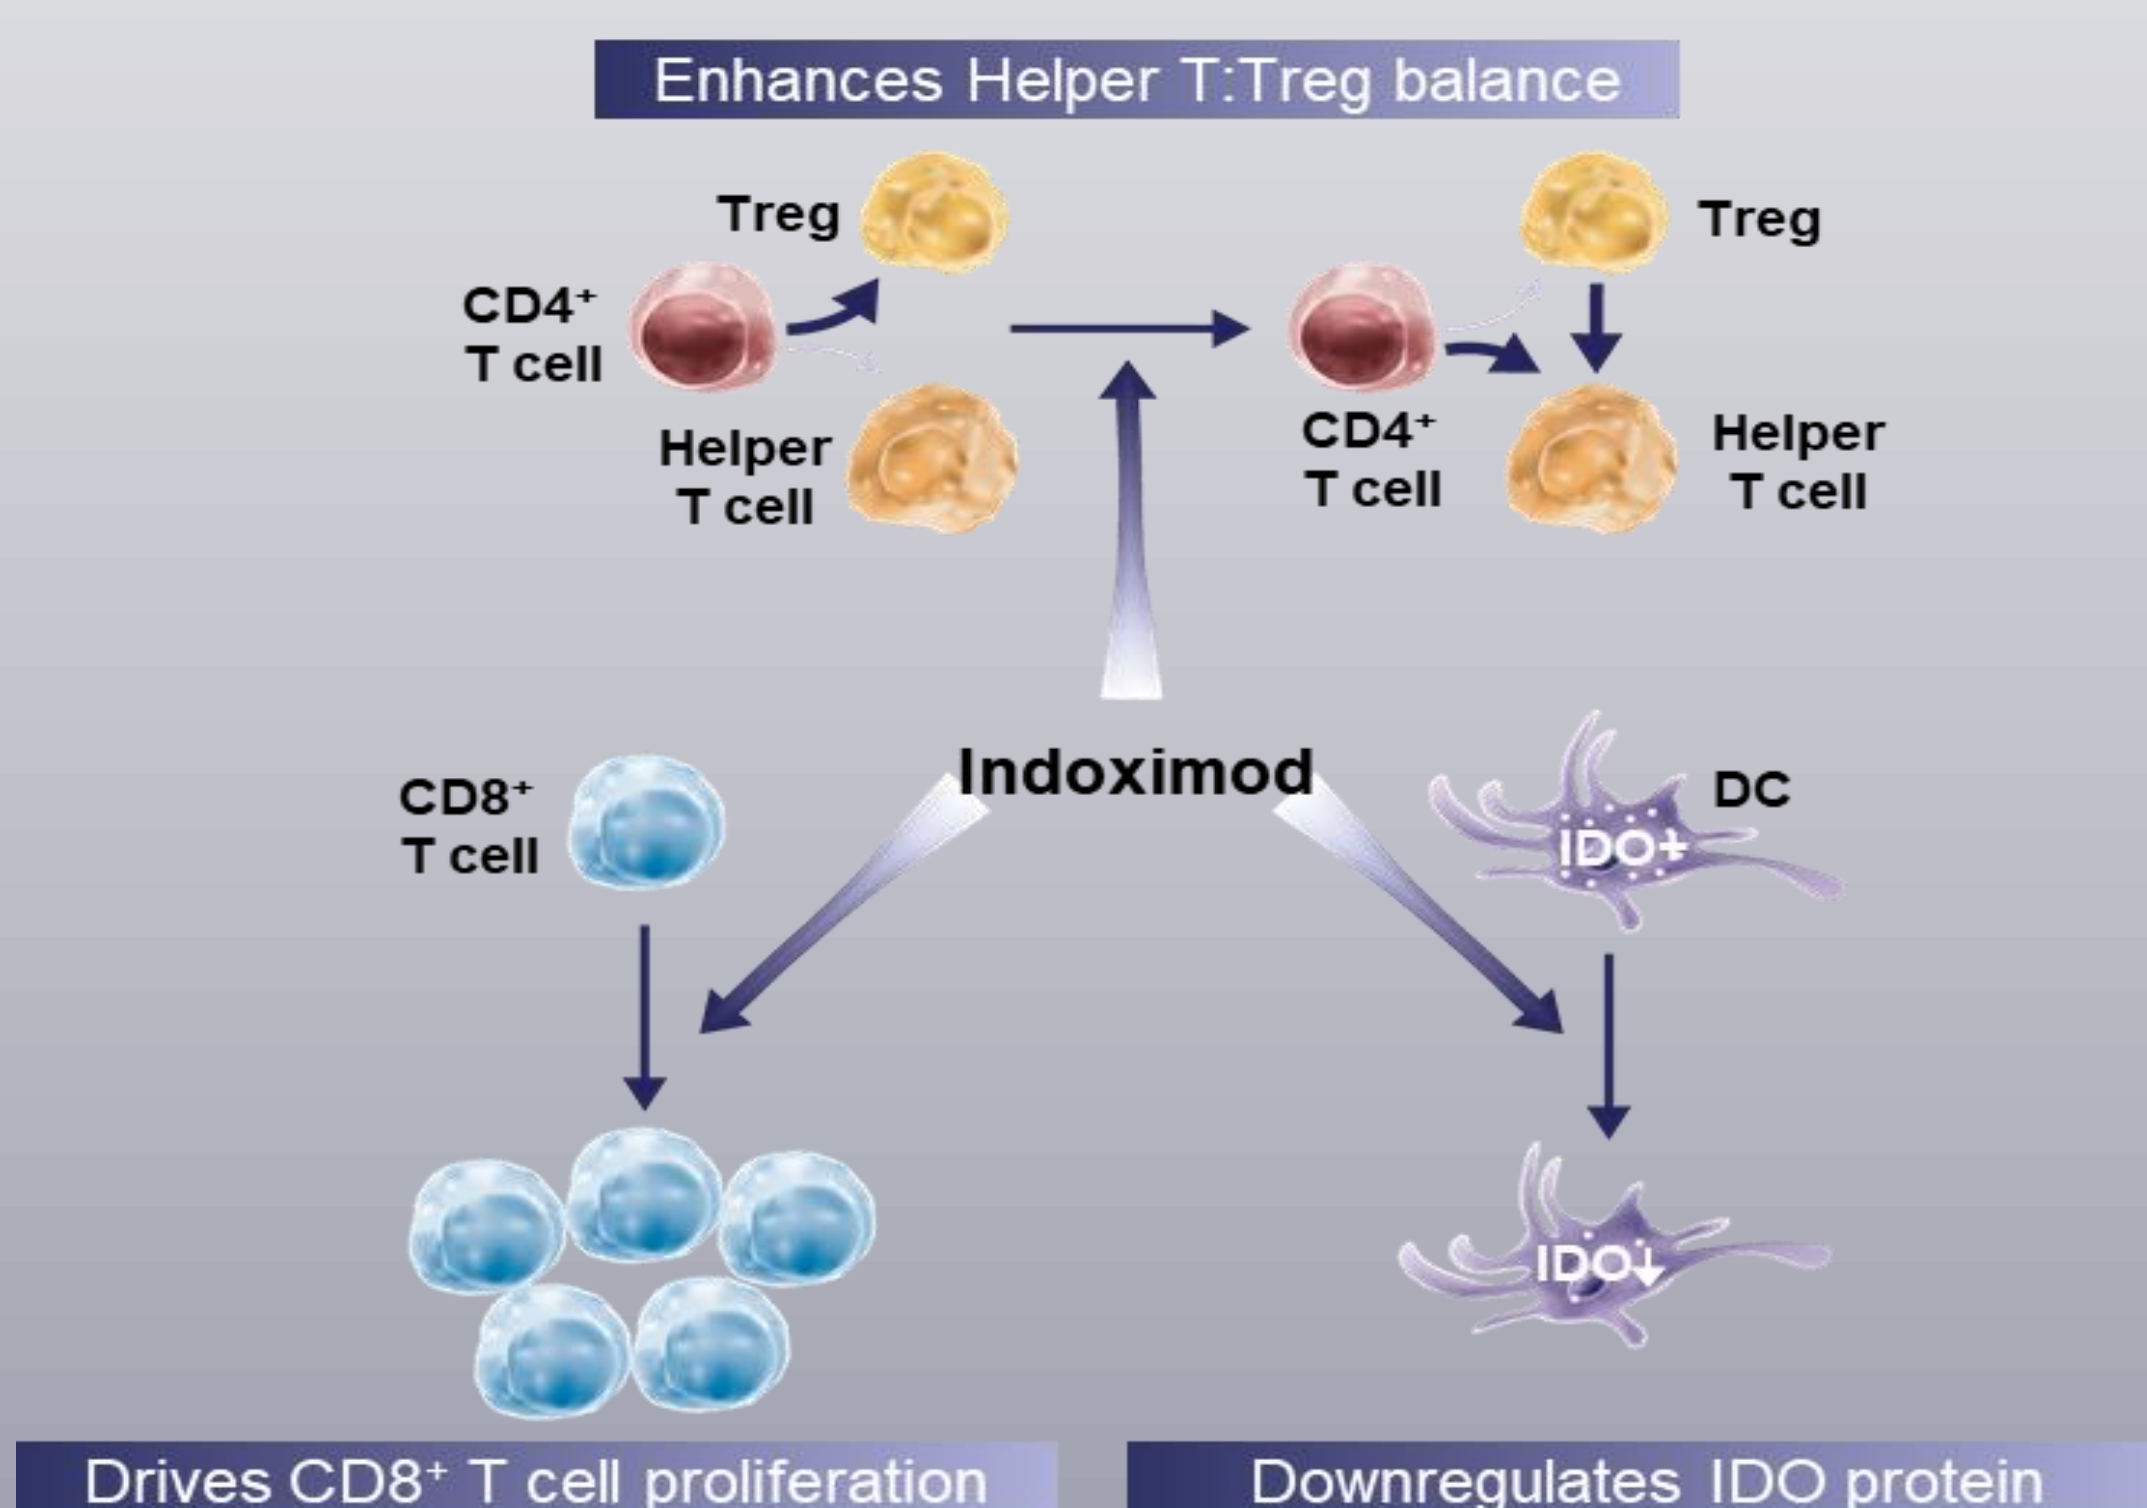 Enhances Helper T:Treg balance
Treg
CD4⁺
T cell
Helper
T cell
Treg
CD4⁺
T cell
Helper
T cell
Indoximod
CD8⁺
T cell
DC
IDO+
IDO↓
Drives CD8⁺ T cell proliferation
Downregulates IDO protein